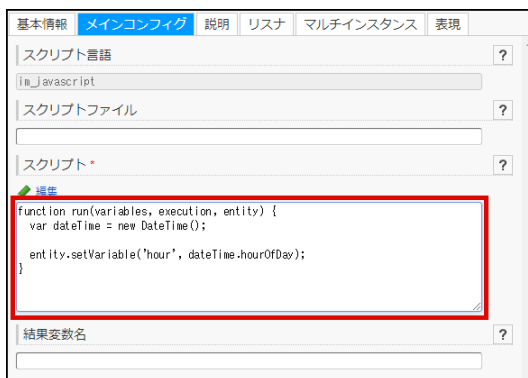 基本情報 メインコンフィグ 説明 リスナ マルチインスタンス 表現
スクリプト言語 ?
im_javascript
スクリプトファイル ?
スクリプト* ?
編集
function run(variables, execution, entity) {
  var dateTime = new DateTime();
  entity.setVariable('hour', dateTime.hourOfDay);
}
結果変数名 ?